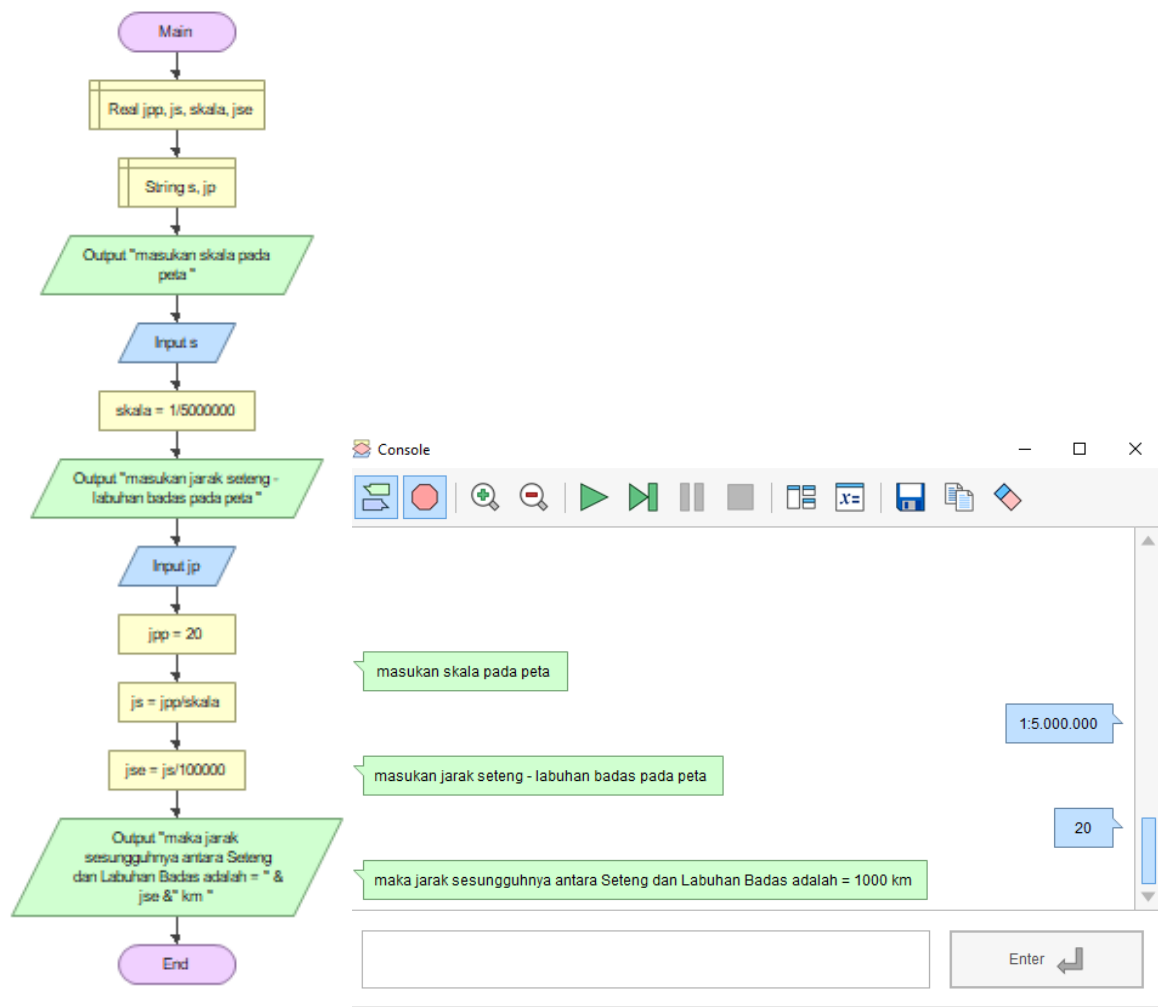 Main
Real jpp, js, skala, jse
String s, jp
Output "masukan skala pada
peta "
Input s
skala = 1/5000000
Output "masukan jarak seteng -
labuhan badas pada peta "
Input jp
jpp = 20
js = jpp/skala
jse = js/100000
Output "maka jarak
sesungguhnya antara Seteng
dan Labuhan Badas adalah = " &
jse &" km "
End
Console
x=
masukan skala pada peta
1:5.000.000
masukan jarak seteng - labuhan badas pada peta
20
maka jarak sesungguhnya antara Seteng dan Labuhan Badas adalah = 1000 km
Enter